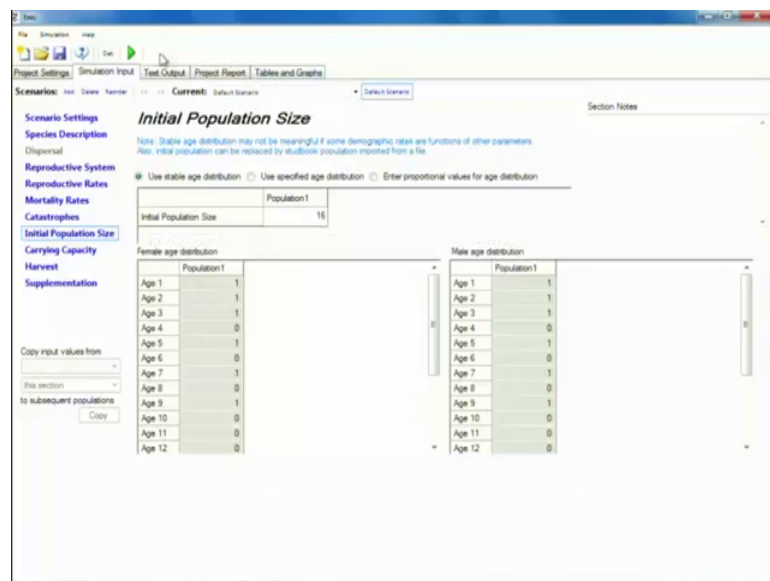 Easy
File Simulation Help
Project Settings Simulation Input Text Output Project Report Tables and Graphs
Scenarios: Add Delete Reorder Current: Default Scenario Default Scenario
Section Notes
Scenario Settings
Species Description
Dispersal
Reproductive System
Reproductive Rates
Mortality Rates
Catastrophes
Initial Population Size
Carrying Capacity
Harvest
Supplementation
Copy input values from
this section
to subsequent populations
Copy
Initial Population Size
Note: Stable age distribution may not be meaningful if some demographic rates are functions of other parameters.
Also, initial population can be replaced by studbook population imported from a file.
Use stable age distribution Use specified age distribution Enter proportional values for age distribution
Population1
Initial Population Size 16
Female age distribution
Population1
Age 1 1
Age 2 1
Age 3 1
Age 4 0
Age 5 1
Age 6 0
Age 7 1
Age 8 0
Age 9 1
Age 10 0
Age 11 0
Age 12 0
Male age distribution
Population1
Age 1 1
Age 2 1
Age 3 1
Age 4 0
Age 5 1
Age 6 0
Age 7 1
Age 8 0
Age 9 1
Age 10 0
Age 11 0
Age 12 0